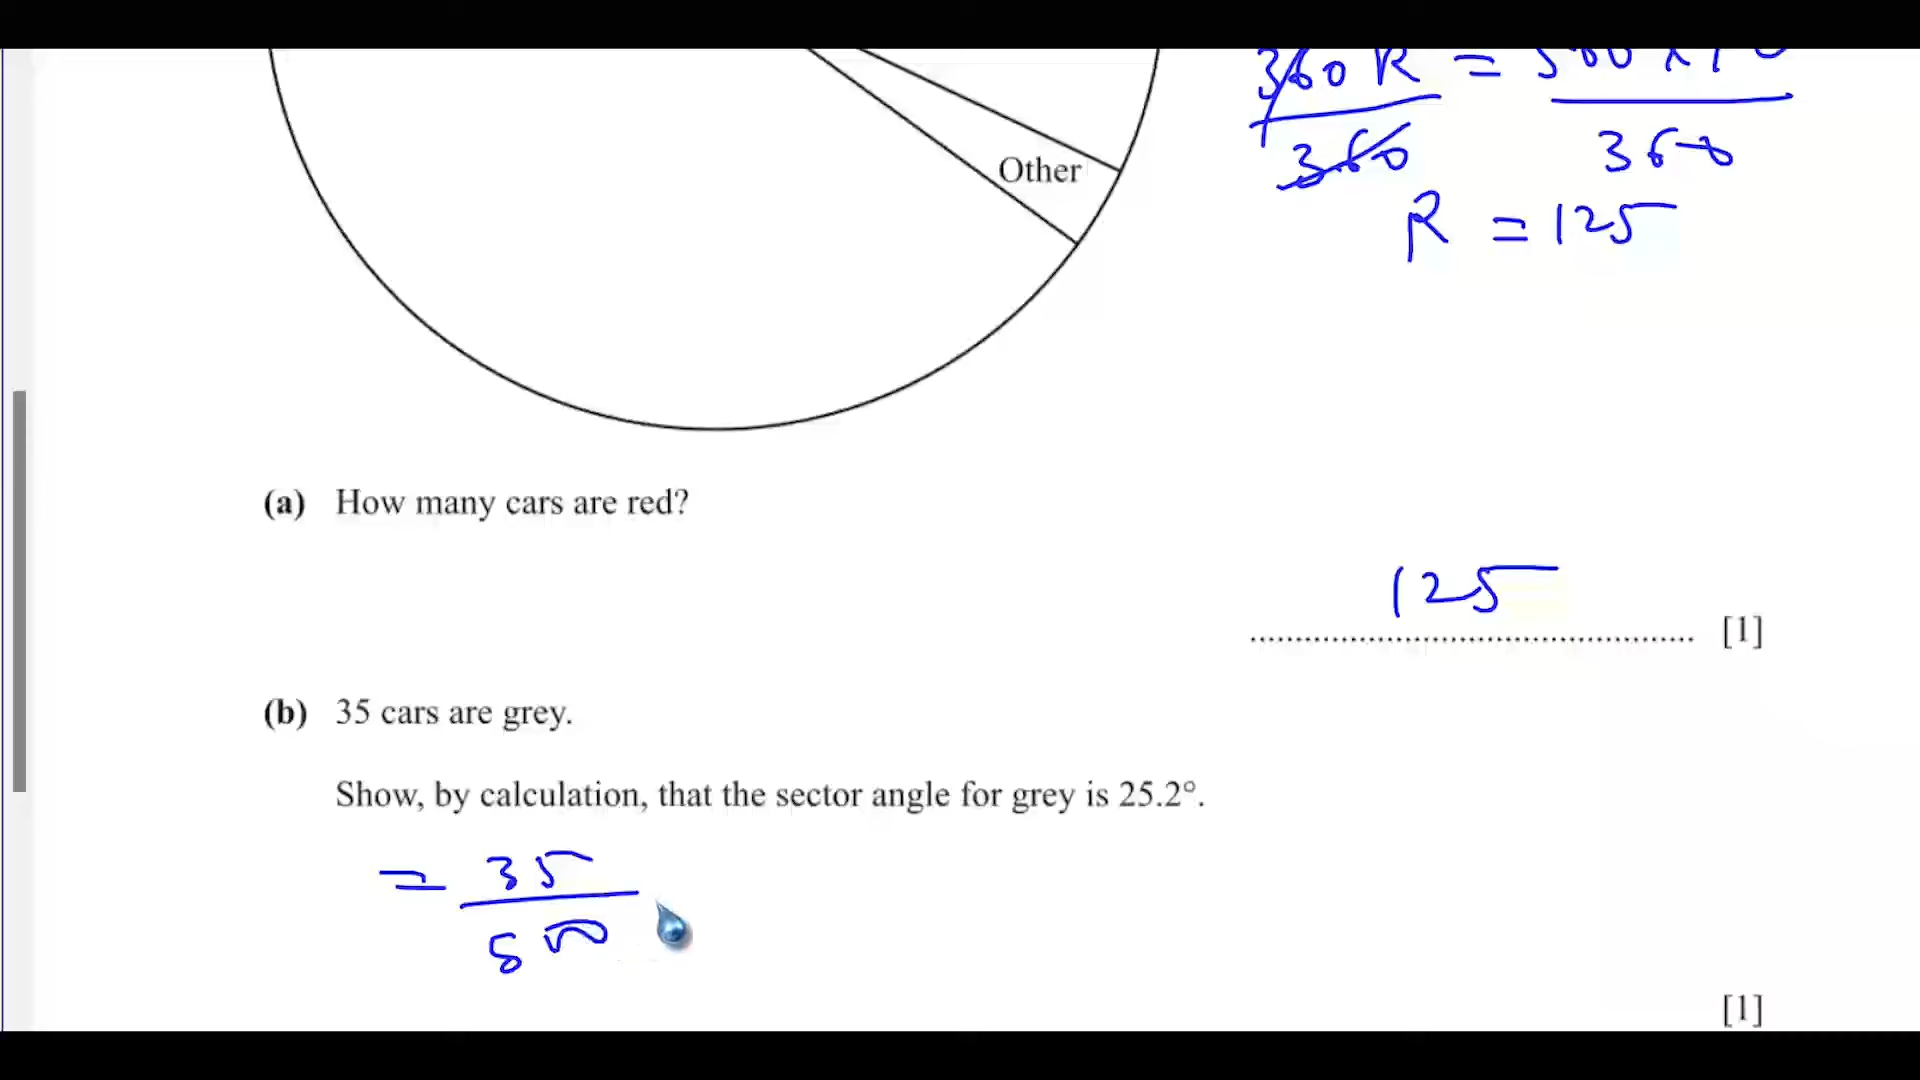 360 R = 500 x 90
360 360
R = 125
Other
(a) How many cars are red?
125
[1]
(b) 35 cars are grey.
Show, by calculation, that the sector angle for grey is 25.2°.
= 35
500
[1]